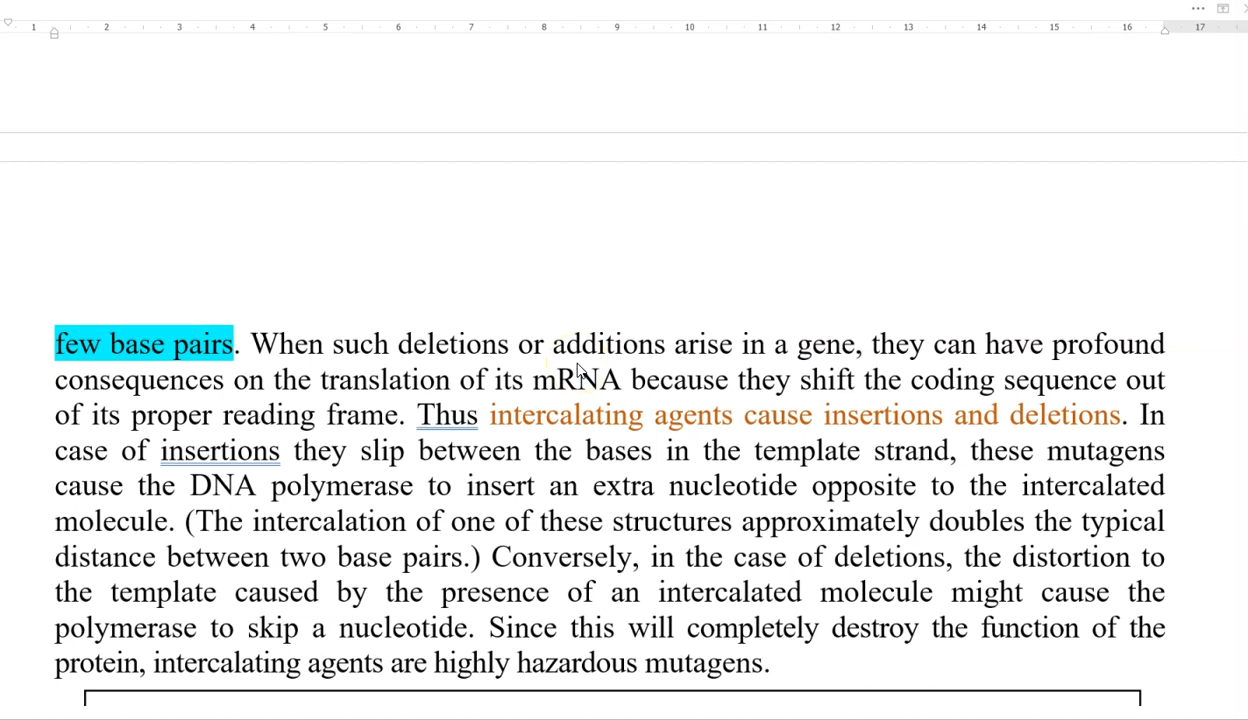 1 2 3 4 5 6 7 8 9 10 11 12 13 14 15 16 17
few base pairs. When such deletions or additions arise in a gene, they can have profound
consequences on the translation of its mRNA because they shift the coding sequence out
of its proper reading frame. Thus intercalating agents cause insertions and deletions. In
case of insertions they slip between the bases in the template strand, these mutagens
cause the DNA polymerase to insert an extra nucleotide opposite to the intercalated
molecule. (The intercalation of one of these structures approximately doubles the typical
distance between two base pairs.) Conversely, in the case of deletions, the distortion to
the template caused by the presence of an intercalated molecule might cause the
polymerase to skip a nucleotide. Since this will completely destroy the function of the
protein, intercalating agents are highly hazardous mutagens.